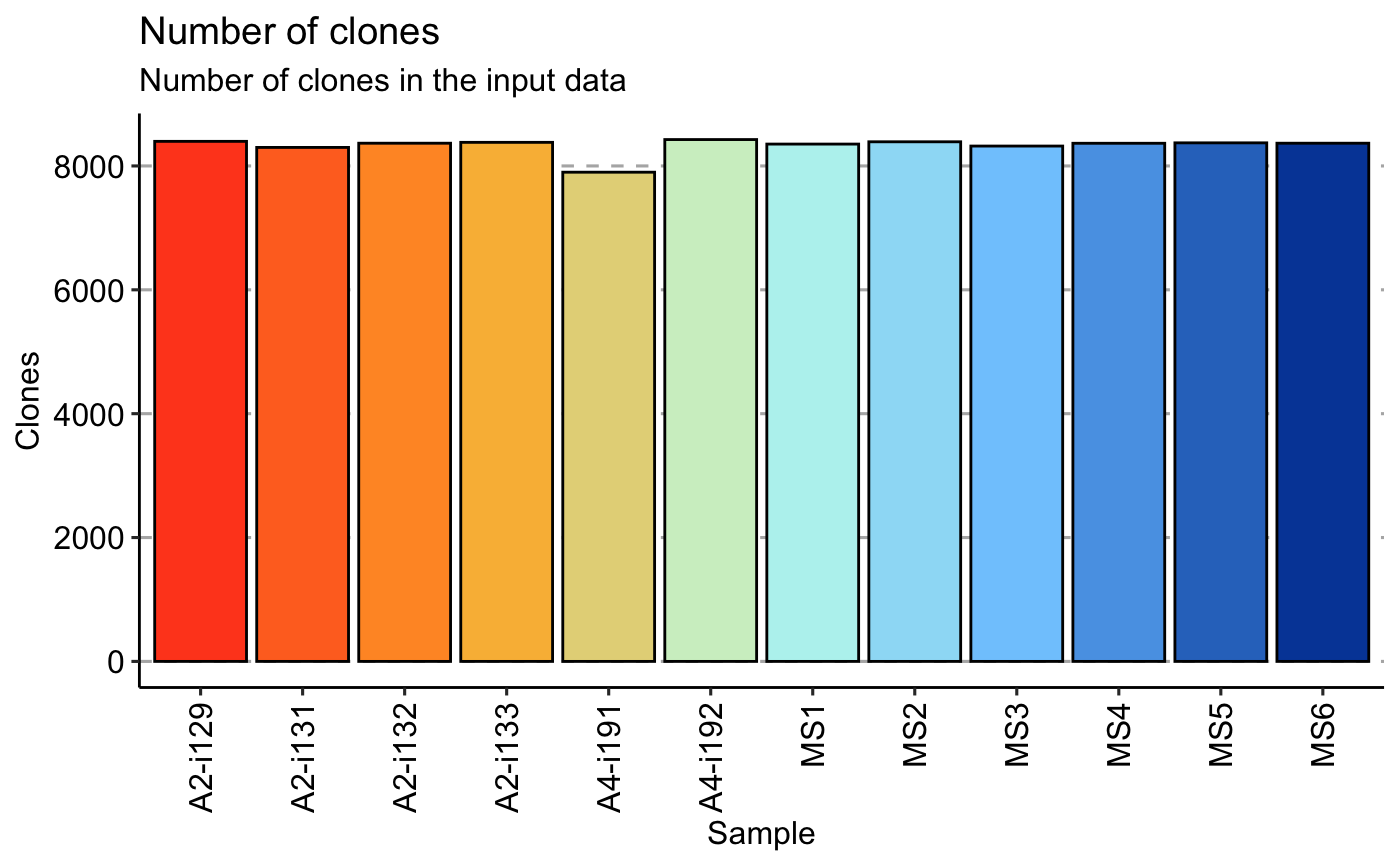 Number of clones
Number of clones in the input data
Clones
8000
6000
4000
2000
0
A2-i129
A2-i131
A2-i132
A2-i133
A4-i191
A4-i192
MS1
MS2
MS3
MS4
MS5
MS6
Sample